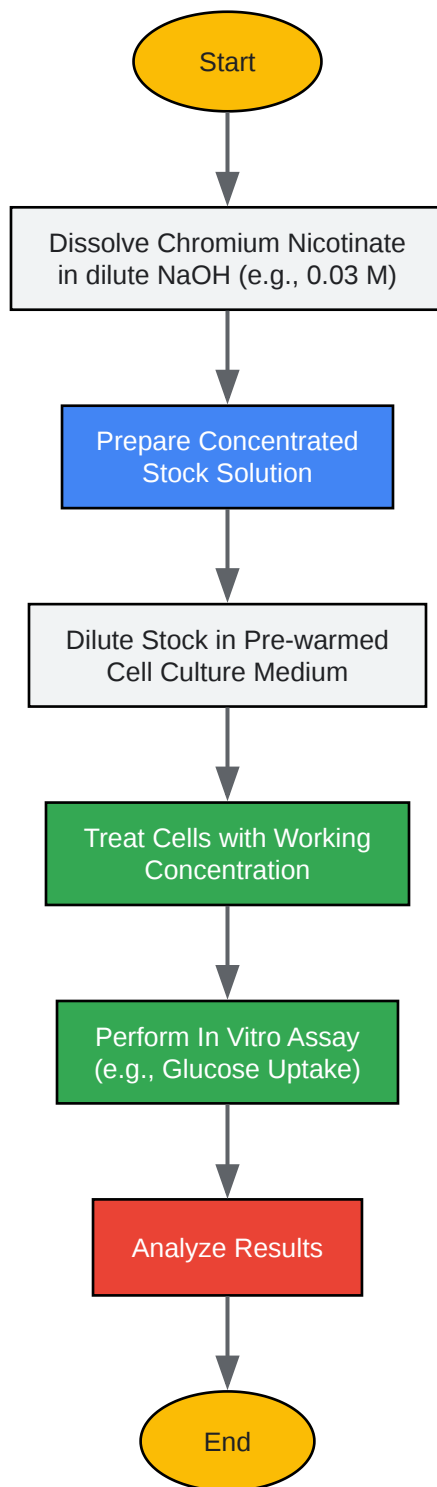 Start
Dissolve Chromium Nicotinate
in dilute NaOH (e.g., 0.03 M)
Prepare Concentrated
Stock Solution
Dilute Stock in Pre-warmed
Cell Culture Medium
Treat Cells with Working
Concentration
Perform In Vitro Assay
(e.g., Glucose Uptake)
Analyze Results
End